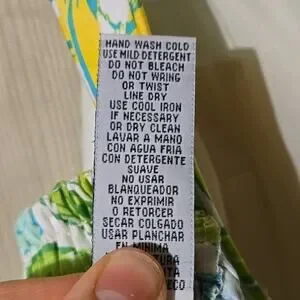 HAND WASH COLD
USE MILD DETERGENT
DO NOT BLEACH
DO NOT WRING
OR TWIST
LINE DRY
USE COOL IRON
IF NECESSARY
OR DRY CLEAN
LAVAR A MANO
CON AGUA FRIA
CON DETERGENTE
SUAVE
NO USAR
BLANQUEADOR
NO EXPRIMIR
O RETORCER
SECAR COLGADO
USAR PLANCHAR
EN MINIMA